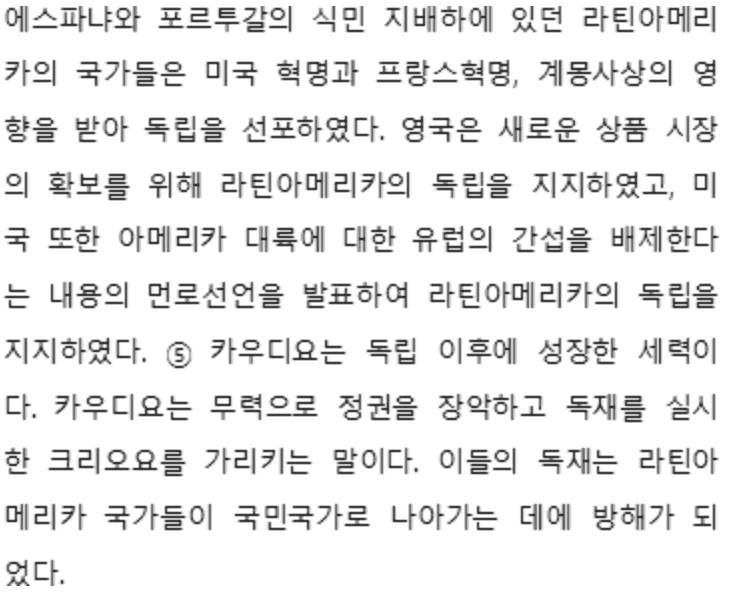 에스파냐와 포르투갈의 식민 지배하에 있던 라틴아메리
카의 국가들은 미국 혁명과 프랑스혁명, 계몽사상의 영
향을 받아 독립을 선포하였다. 영국은 새로운 상품 시장
의 확보를 위해 라틴아메리카의 독립을 지지하였고, 미
국 또한 아메리카 대륙에 대한 유럽의 간섭을 배제한다
는 내용의 먼로선언을 발표하여 라틴아메리카의 독립을
지지하였다. ⑤ 카우디요는 독립 이후에 성장한 세력이
다. 카우디요는 무력으로 정권을 장악하고 독재를 실시
한 크리오요를 가리키는 말이다. 이들의 독재는 라틴아
메리카 국가들이 국민국가로 나아가는 데에 방해가 되
었다.